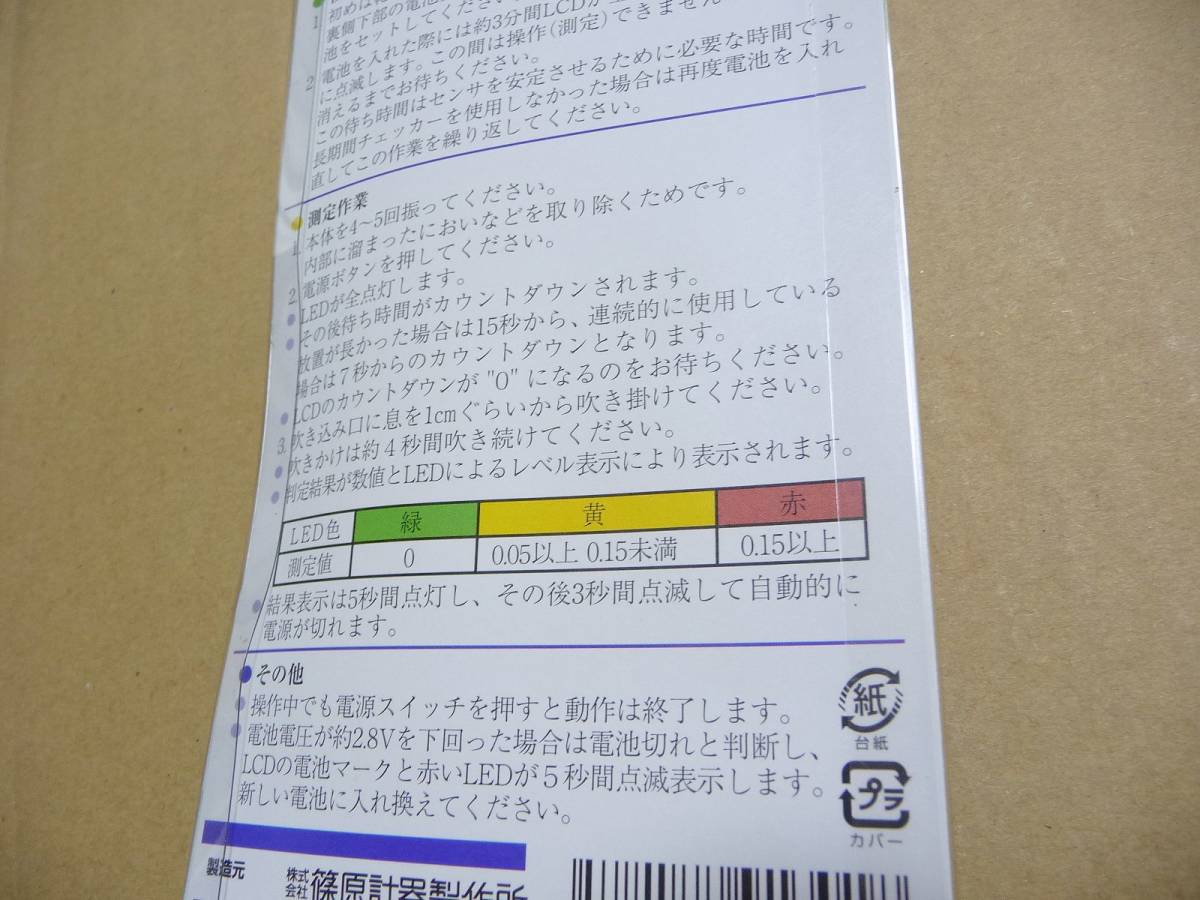 1. 初めは
裏側下部の電池
池をセットしてください
2 電池を入れた際には約3分間LCDが
に点滅します。この間は操作(測定)できません
消えるまでお待ちください。
この待ち時間はセンサを安定させるために必要な時間です。
長期間チェッカーを使用しなかった場合は再度電池を入れ
直してこの作業を繰り返してください。
● 測定作業
1. 本体を4〜5回振ってください。
内部に溜まったにおいなどを取り除くためです。
2. 電源ボタンを押してください。
● LEDが全点灯します。
● その後待ち時間がカウントダウンされます。
放置が長かった場合は15秒から、連続的に使用している
場合は7秒からのカウントダウンとなります。
● LCDのカウントダウンが "0" になるのをお待ちください。
3. 吹き込み口に息を1cmぐらいから吹き掛けてください。
● 吹きかけは約4秒間吹き続けてください。
● 判定結果が数値とLEDによるレベル表示により表示されます。
LED色 緑 黄 赤
測定値 0 0.05以上 0.15未満 0.15以上
● 結果表示は5秒間点灯し、その後3秒間点滅して自動的に
電源が切れます。
● その他
● 操作中でも電源スイッチを押すと動作は終了します。
● 電池電圧が約2.8Vを下回った場合は電池切れと判断し、
LCDの電池マークと赤いLEDが5秒間点滅表示します。
新しい電池に入れ換えてください。
紙
台紙
プラ
カバー
製造元 株式会社 篠原計器製作所